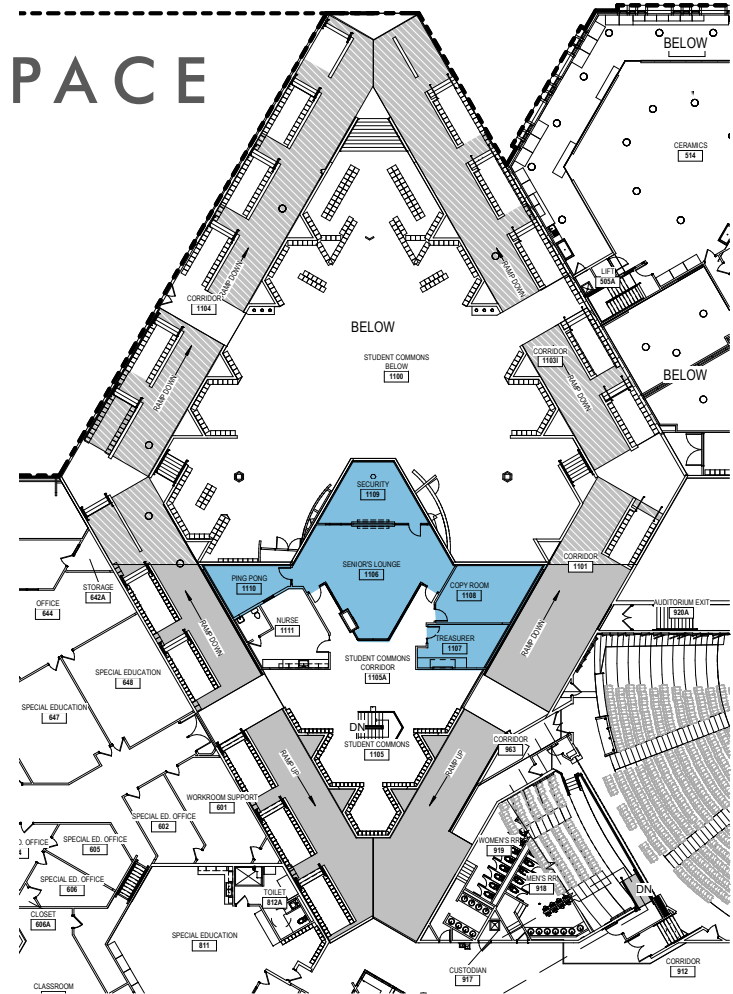 PACE
BELOW
CERAMICS
514
LIFT
505A
RAMP DOWN
RAMP DOWN
CORRIDOR
1104
BELOW
STUDENT COMMONS
BELOW
1100
CORRIDOR
1103I
RAMP DOWN
RAMP DOWN
BELOW
SECURITY
1109
SENIOR'S LOUNGE
1106
CORRIDOR
1101
PING PONG
1110
COPY ROOM
1108
STORAGE
642A
OFFICE
644
NURSE
1111
TREASURER
1107
AUDITORIUM EXIT
920A
RAMP DOWN
RAMP DOWN
STUDENT COMMONS
CORRIDOR
1105A
SPECIAL EDUCATION
648
SPECIAL EDUCATION
647
DN
STUDENT COMMONS
1105
CORRIDOR
963
RAMP UP
RAMP UP
WORKROOM SUPPORT
601
SPECIAL ED. OFFICE
602
SPECIAL ED. OFFICE
605
D. OFFICE
SPECIAL ED. OFFICE
606
WOMEN'S RR
919
MEN'S RR
918
DN
TOILET
812A
CLOSET
606A
SPECIAL EDUCATION
811
CORRIDOR
912
CUSTODIAN
917
CLASSROOM